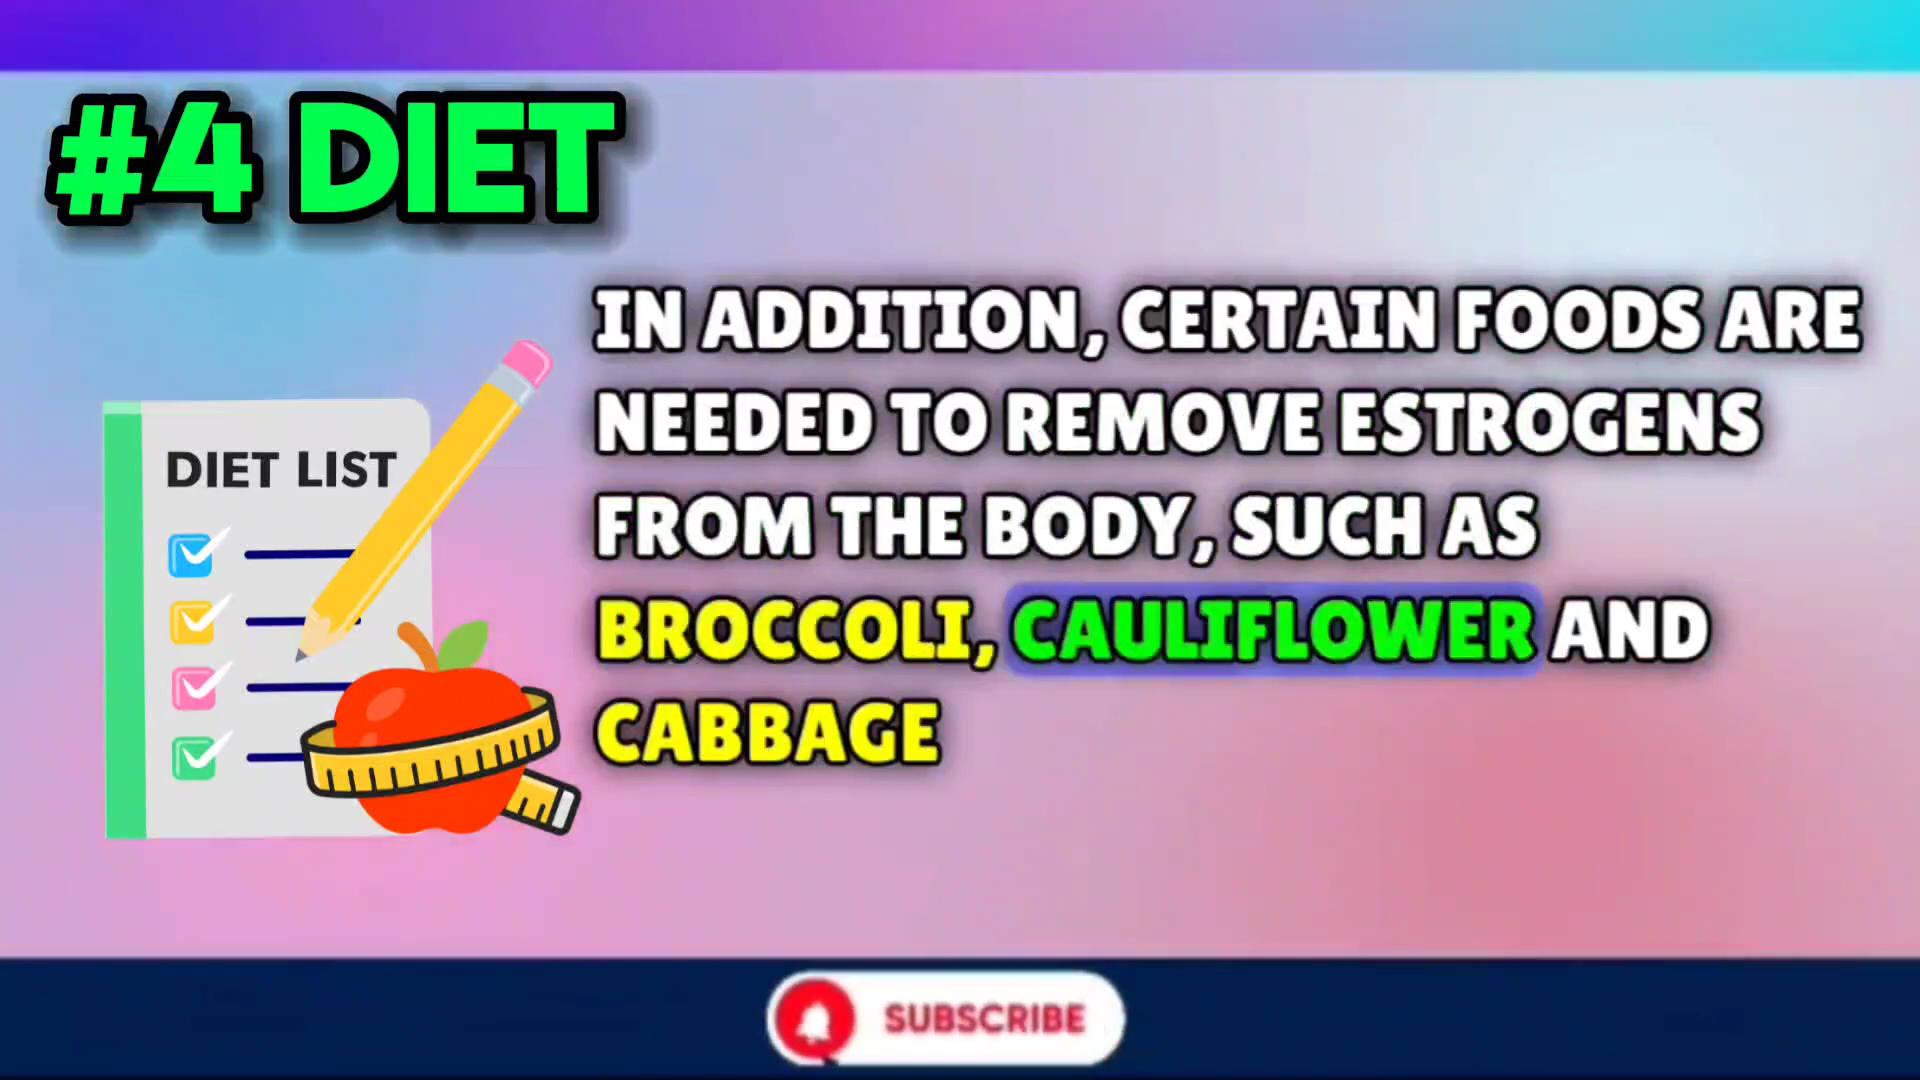 #4 DIET
IN ADDITION, CERTAIN FOODS ARE
NEEDED TO REMOVE ESTROGENS
FROM THE BODY, SUCH AS
BROCCOLI, CAULIFLOWER AND
CABBAGE
DIET LIST
SUBSCRIBE